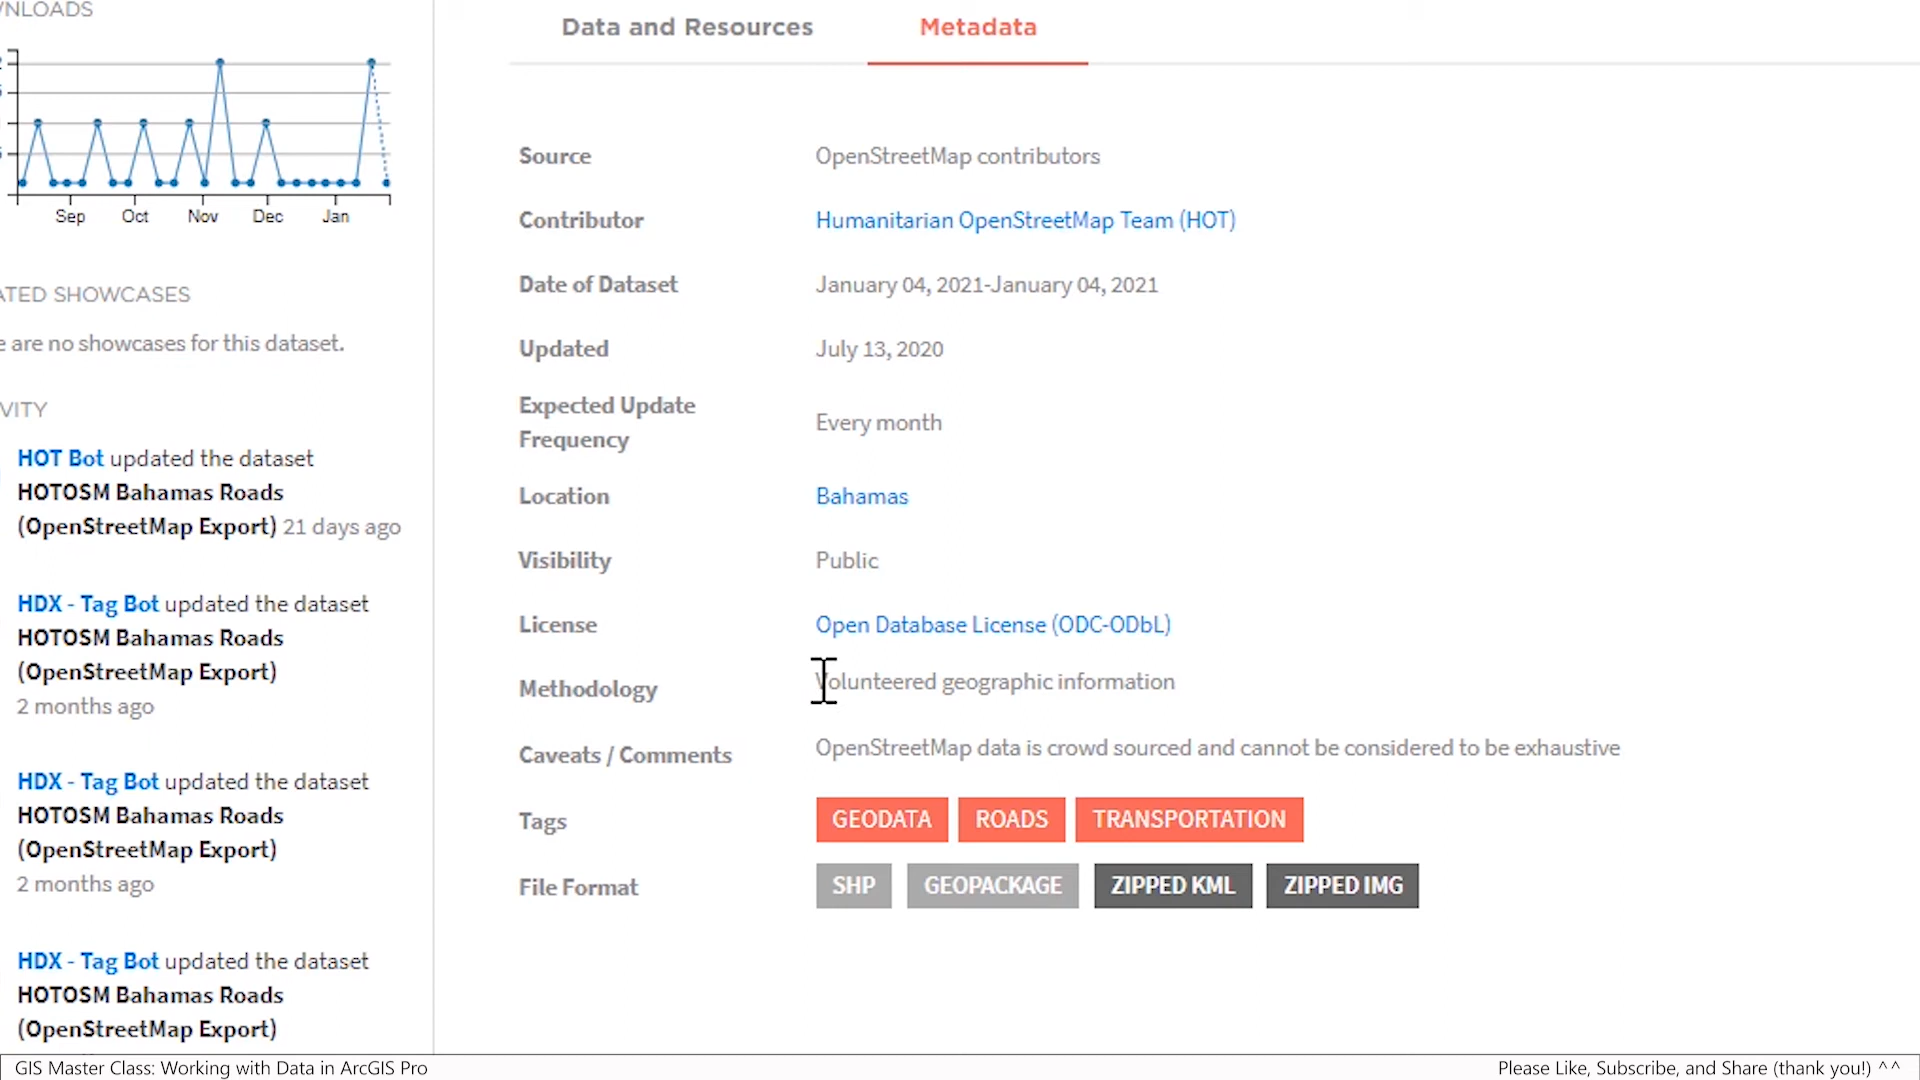 Data and Resources
Metadata
Sep Oct Nov Dec Jan
are no showcases for this dataset.
HOT Bot updated the dataset
HOTOSM Bahamas Roads
(OpenStreetMap Export) 21 days ago
HDX - Tag Bot updated the dataset
HOTOSM Bahamas Roads
(OpenStreetMap Export)
2 months ago
HDX - Tag Bot updated the dataset
HOTOSM Bahamas Roads
(OpenStreetMap Export)
2 months ago
HDX - Tag Bot updated the dataset
HOTOSM Bahamas Roads
(OpenStreetMap Export)
SHOWCASES
Source
OpenStreetMap contributors
Contributor
Humanitarian OpenStreetMap Team (HOT)
Date of Dataset
January 04, 2021-January 04, 2021
Updated
July 13, 2020
Expected Update
Frequency
Every month
Location
Bahamas
Visibility
Public
License
Open Database License (ODC-ODbL)
Methodology
Volunteered geographic information
Caveats / Comments
OpenStreetMap data is crowd sourced and cannot be considered to be exhaustive
Tags
GEODATA ROADS TRANSPORTATION
File Format
SHP GEOPACKAGE ZIPPED KML ZIPPED IMG
GIS Master Class: Working with Data in ArcGIS Pro
Please Like, Subscribe, and Share (thank you!) ^^